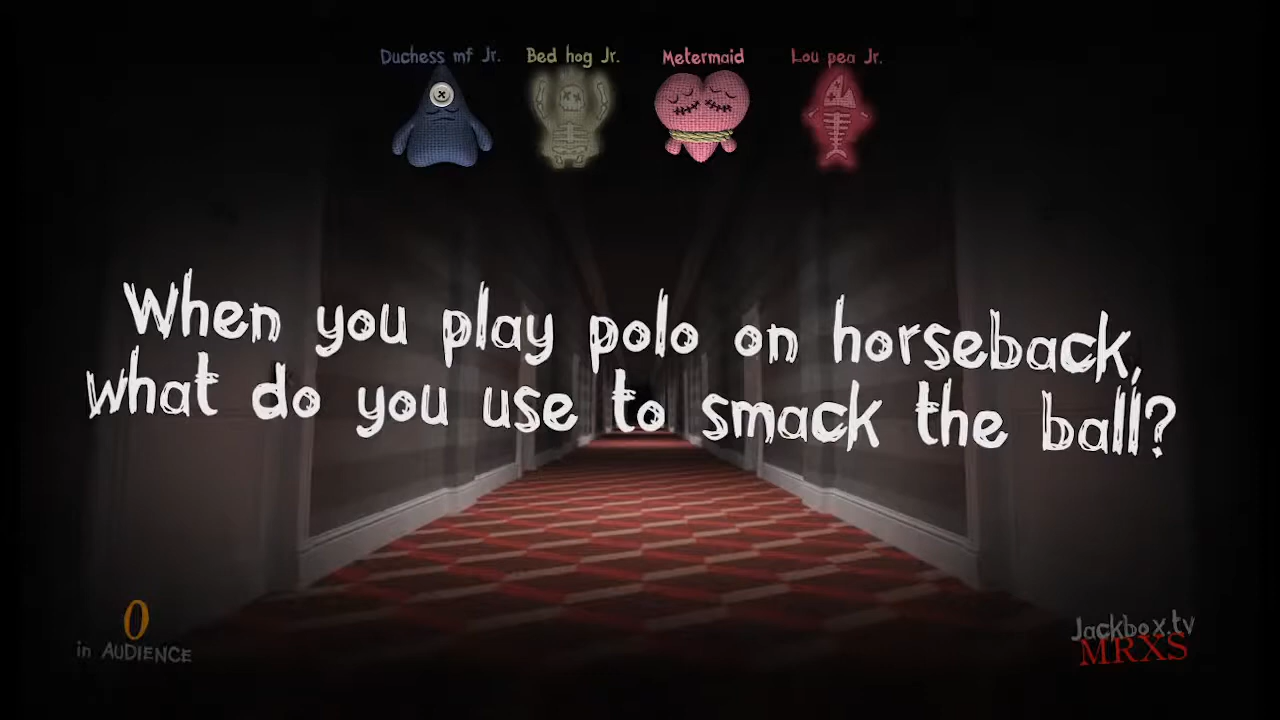 Duchess mf Jr. Bed hog Jr. Metermaid Lou pea Jr.
When you play polo on horseback,
what do you use to smack the ball?
0
in AUDIENCE
Jackbox.tv
MRXS